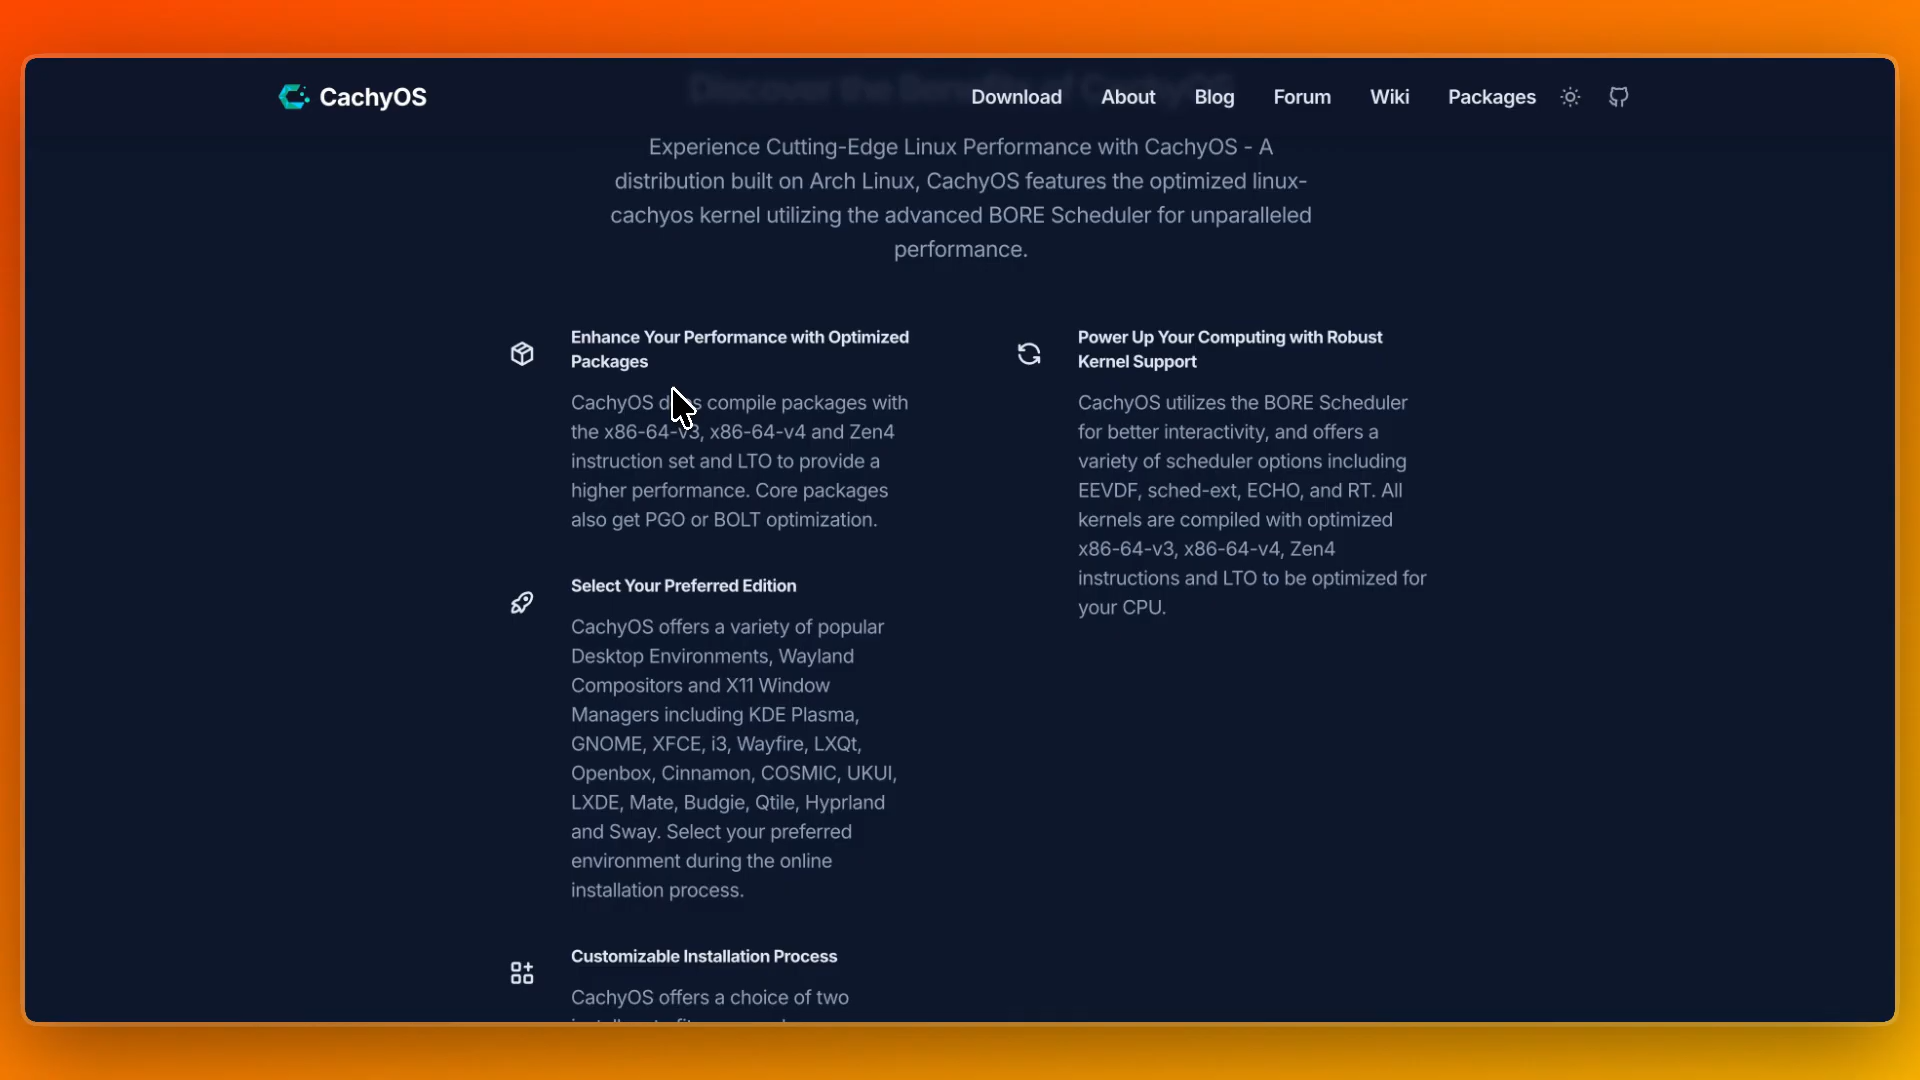 CachyOS
Download
About
Blog
Forum
Wiki
Packages
Discover the Benefits of CachyOS
Experience Cutting-Edge Linux Performance with CachyOS - A
distribution built on Arch Linux, CachyOS features the optimized linux-
cachyos kernel utilizing the advanced BORE Scheduler for unparalleled
performance.
Enhance Your Performance with Optimized
Packages
CachyOS does compile packages with
the x86-64-v3, x86-64-v4 and Zen4
instruction set and LTO to provide a
higher performance. Core packages
also get PGO or BOLT optimization.
Select Your Preferred Edition
CachyOS offers a variety of popular
Desktop Environments, Wayland
Compositors and X11 Window
Managers including KDE Plasma,
GNOME, XFCE, i3, Wayfire, LXQt,
Openbox, Cinnamon, COSMIC, UKUI,
LXDE, Mate, Budgie, Qtile, Hyprland
and Sway. Select your preferred
environment during the online
installation process.
Customizable Installation Process
CachyOS offers a choice of two
Power Up Your Computing with Robust
Kernel Support
CachyOS utilizes the BORE Scheduler
for better interactivity, and offers a
variety of scheduler options including
EEVDF, sched-ext, ECHO, and RT. All
kernels are compiled with optimized
x86-64-v3, x86-64-v4, Zen4
instructions and LTO to be optimized for
your CPU.